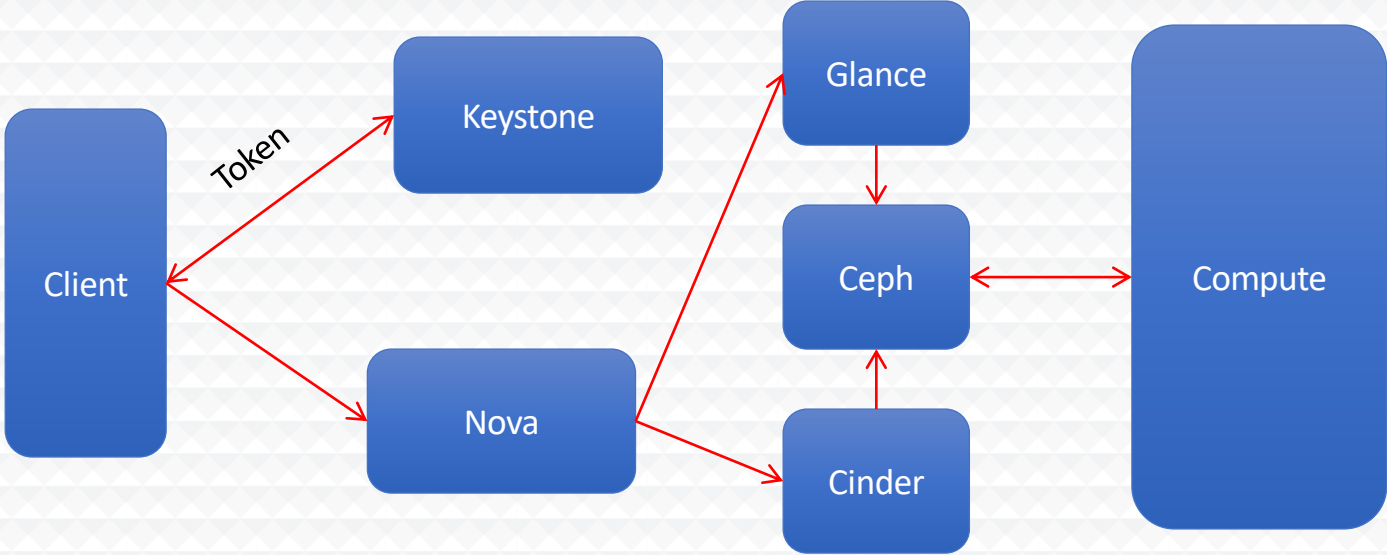 Client
Token
Keystone
Nova
Glance
Ceph
Cinder
Compute